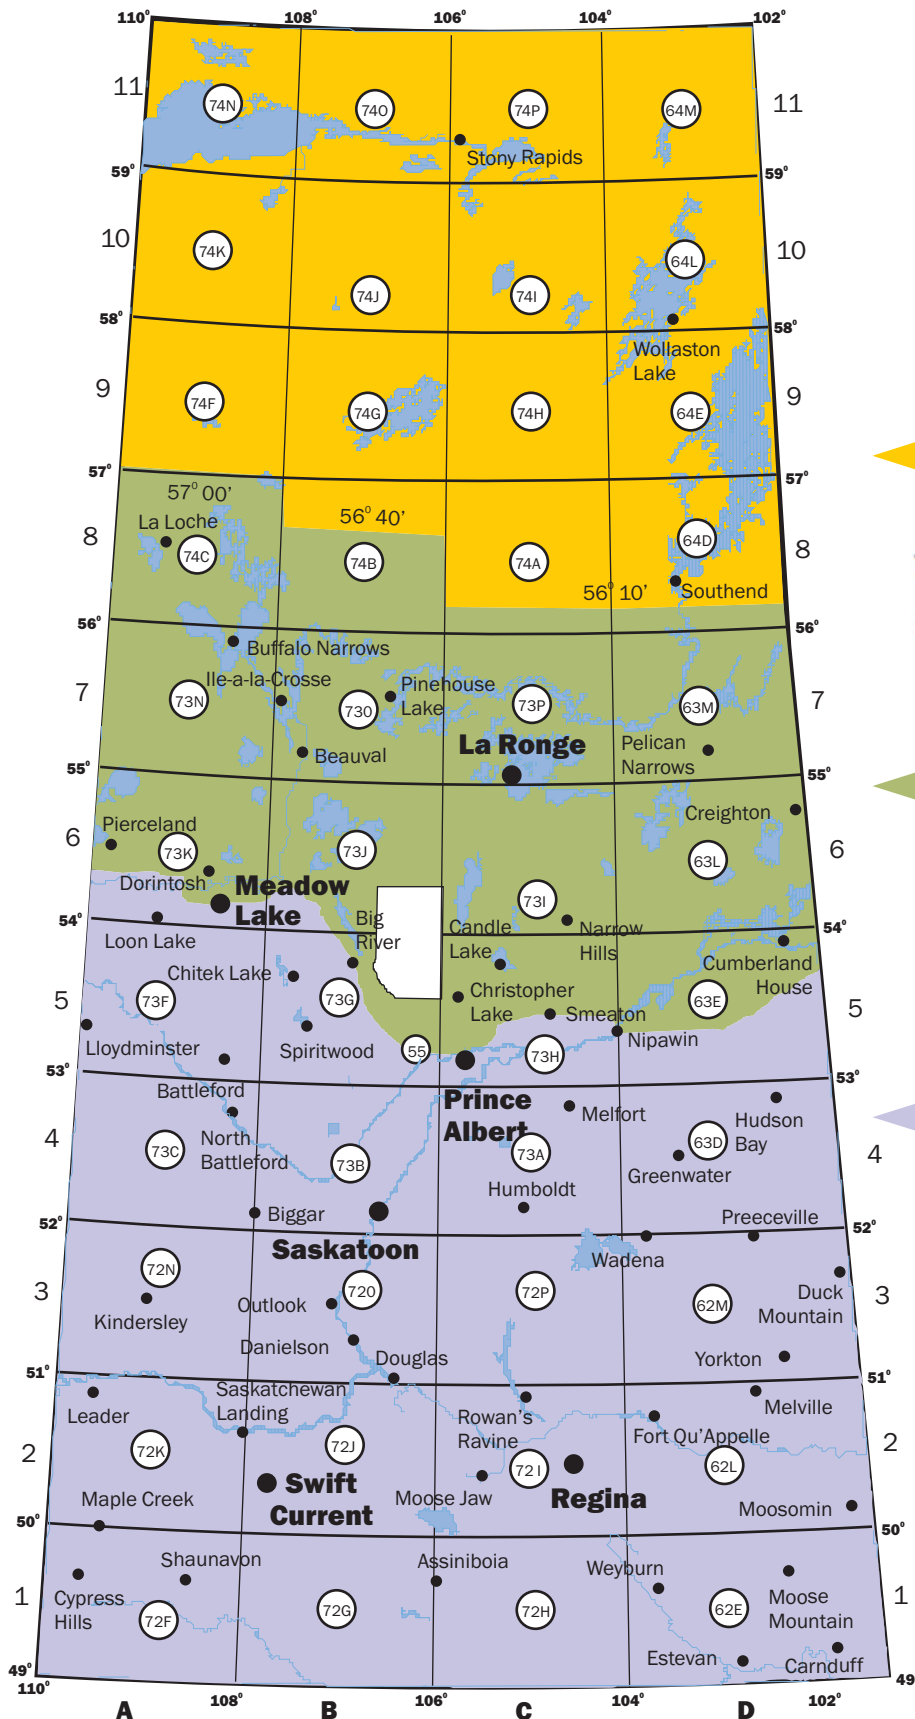 110°
108°
106°
104°
102°
11
74N
74O
74P
64M
11
Stony Rapids
59°
59°
10
74K
74J
74I
64L
10
58°
58°
Wollaston
Lake
9
74F
74G
74H
64E
9
57°
57°
57° 00’
56° 40’
8
La Loche
74C
74B
74A
64D
8
56° 10’
Southend
56°
56°
Buffalo Narrows
Ile-a-la-Crosse
Pinehouse
Lake
7
73N
73O
73P
63M
7
La Ronge
Pelican
Narrows
Beauval
55°
55°
Creighton
6
Pierceland
73K
73J
63L
6
Dorintosh
Meadow
Lake
73I
54°
54°
Loon Lake
Big
River
Candle
Lake
Narrow
Hills
Cumberland
House
Chitek Lake
5
73F
73G
Christopher
Lake
63E
5
Smeaton
Lloydminster
Spiritwood
55
73H
Nipawin
53°
53°
Battleford
Prince
Albert
Melfort
Hudson
Bay
4
North
Battleford
73C
73B
73A
63D
4
Greenwater
Humboldt
Biggar
Preeceville
52°
52°
Saskatoon
Wadena
3
72N
72O
72P
62M
Duck
Mountain
3
Kindersley
Outlook
Danielson
Douglas
Yorkton
51°
51°
Leader
Saskatchewan
Landing
Rowan’s
Ravine
Melville
Fort Qu’Appelle
2
72K
72J
72I
62L
2
Swift
Current
Moose Jaw
Regina
Maple Creek
Moosomin
50°
50°
Shaunavon
Assiniboia
Weyburn
1
Cypress
Hills
72F
72G
72H
62E
Moose
Mountain
1
Estevan
Carnduff
49°
49
110°
108°
106°
104°
102°
A
B
C
D